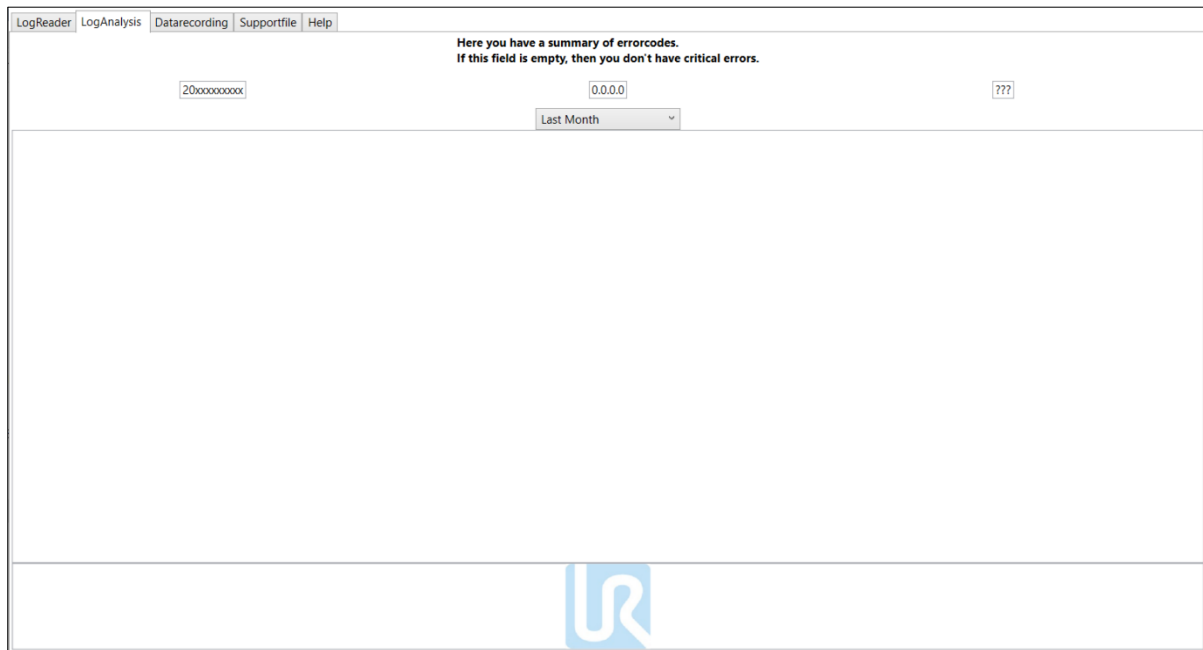 LogReader LogAnalysis Datarecording Supportfile Help
Here you have a summary of errorcodes.
If this field is empty, then you don't have critical errors.
20xxxxxxxxx 0.0.0.0 ???
Last Month
UR